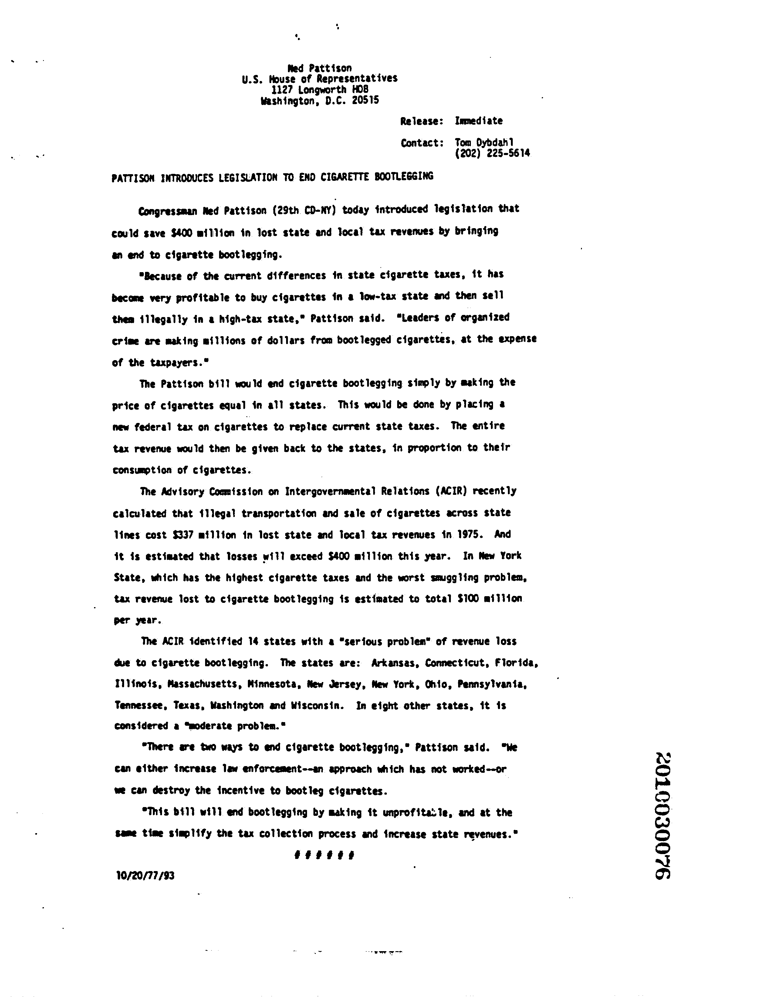 Ned Pattison
U.S. House of Representatives
1127 Longworth HOB
Washington, D.C. 20515
Release: Immediate
Contact: Tom Dybdahl
(202) 225-5614
PATTISON INTRODUCES LEGISLATION TO END CIGARETTE BOOTLEGGING
Congressman Ned Pattison (29th CD-NY) today introduced legislation that
could save $400 million in lost state and local tax revenues by bringing
an end to cigarette bootlegging.
"Because of the current differences in state cigarette taxes, it has
become very profitable to buy cigarettes in a low-tax state and then sell
them illegally in a high-tax state," Pattison said. "Leaders of organized
crime are making millions of dollars from bootlegged cigarettes, at the expense
of the taxpayers."
The Pattison bill would end cigarette bootlegging simply by making the
price of cigarettes equal in all states. This would be done by placing a
new federal tax on cigarettes to replace current state taxes. The entire
tax revenue would then be given back to the states, in proportion to their
consumption of cigarettes.
The Advisory Commission on Intergovernmental Relations (ACIR) recently
calculated that illegal transportation and sale of cigarettes across state
lines cost $337 million in lost state and local tax revenues in 1975. And
it is estimated that losses will exceed $400 million this year. In New York
State, which has the highest cigarette taxes and the worst smuggling problem,
tax revenue lost to cigarette bootlegging is estimated to total $100 million
per year.
The ACIR identified 14 states with a "serious problem" of revenue loss
due to cigarette bootlegging. The states are: Arkansas, Connecticut, Florida,
Illinois, Massachusetts, Minnesota, New Jersey, New York, Ohio, Pennsylvania,
Tennessee, Texas, Washington and Wisconsin. In eight other states, it is
considered a "moderate problem."
"There are two ways to end cigarette bootlegging," Pattison said. "We
can either increase law enforcement--an approach which has not worked--or
we can destroy the incentive to bootleg cigarettes.
"This bill will end bootlegging by making it unprofitable, and at the
same time simplify the tax collection process and increase state revenues."
# # # # # #
10/20/77/93
2010030076